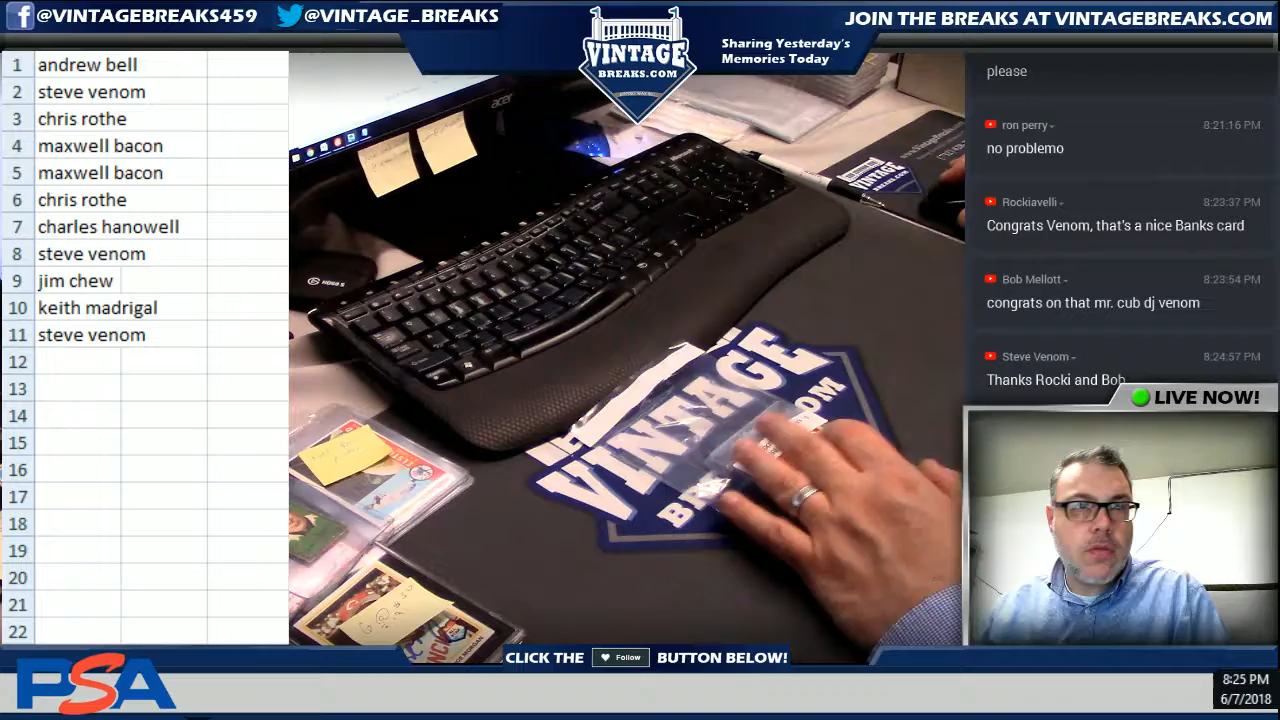 @VINTAGEBREAKS459
@VINTAGE_BREAKS
VINTAGE
BREAKS.COM
Sharing Yesterday's
Memories Today
JOIN THE BREAKS AT VINTAGEBREAKS.COM
1 andrew bell
2 steve venom
3 chris rothe
4 maxwell bacon
5 maxwell bacon
6 chris rothe
7 charles hanowell
8 steve venom
9 jim chew
10 keith madrigal
11 steve venom
12
13
14
15
16
17
18
19
20
21
22
acer
VINTAGE
please
ron perry 8:21:16 PM
no problemo
Rockiavelli 8:23:37 PM
Congrats Venom, that's a nice Banks card
Bob Mellott 8:23:54 PM
congrats on that mr. cub dj venom
Steve Venom 8:24:57 PM
Thanks Rocki and Bob
LIVE NOW!
CLICK THE Follow BUTTON BELOW!
PSA
8:25 PM
6/7/2018